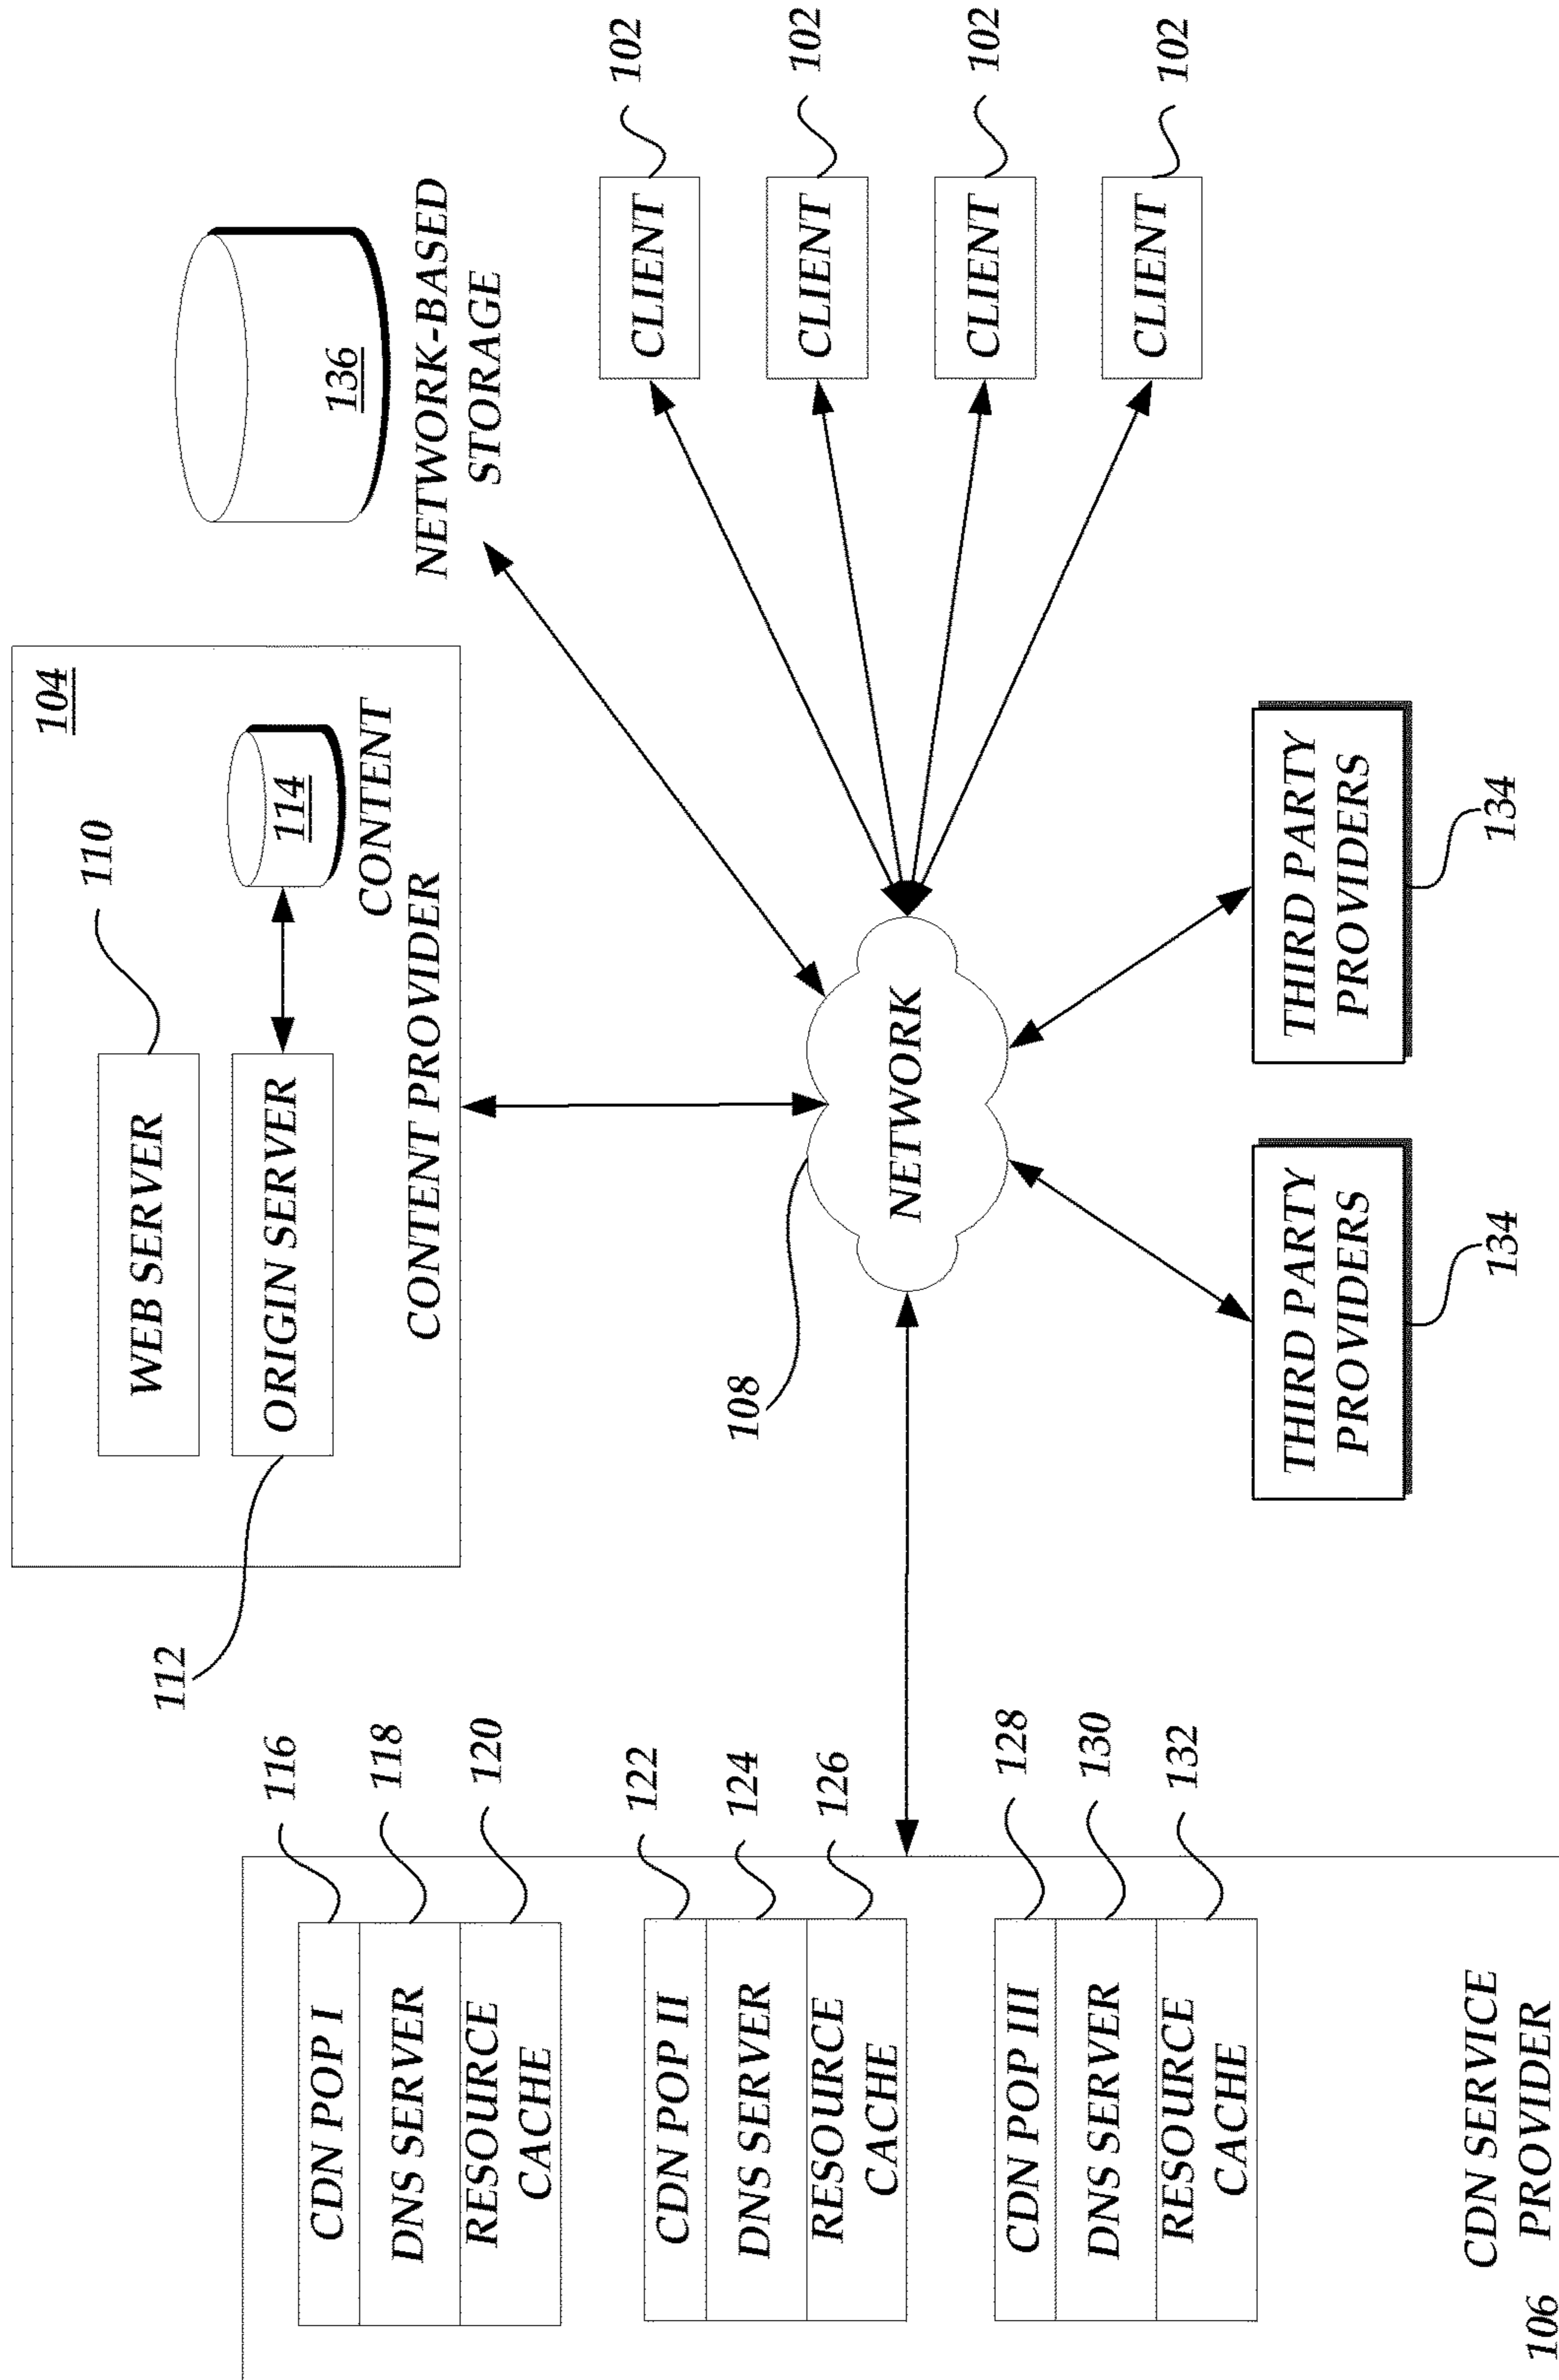 104
110
WEB SERVER
112
ORIGIN SERVER
114
CONTENT
CONTENT PROVIDER
136
NETWORK-BASED
STORAGE
116
CDN POP I
118
DNS SERVER
120
RESOURCE
CACHE
122
CDN POP II
124
DNS SERVER
126
RESOURCE
CACHE
128
CDN POP III
130
DNS SERVER
132
RESOURCE
CACHE
CDN SERVICE
106 PROVIDER
108
NETWORK
CLIENT
102
CLIENT
102
CLIENT
102
CLIENT
102
THIRD PARTY
PROVIDERS
134
THIRD PARTY
PROVIDERS
134